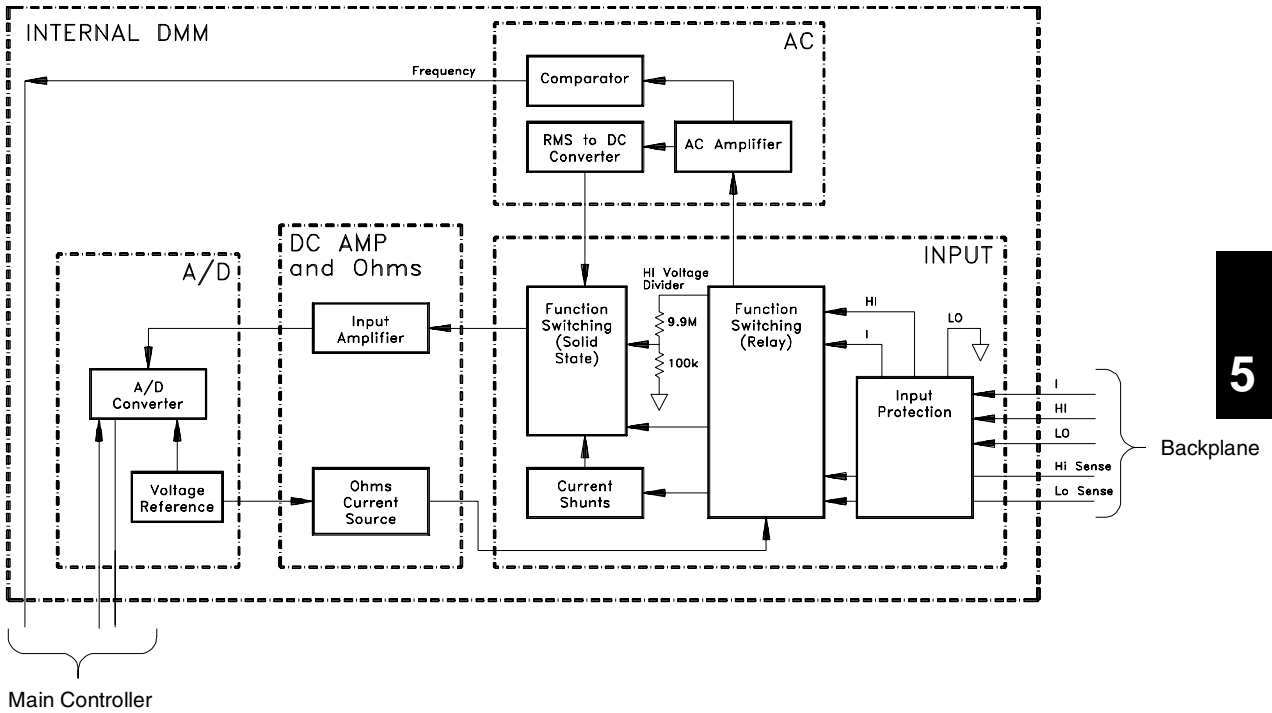 INTERNAL DMM
AC
Frequency
Comparator
RMS to DC
Converter
AC Amplifier
DC AMP
and Ohms
INPUT
A/D
HI Voltage
Divider
Input
Amplifier
Function
Switching
(Solid
State)
9.9M
100k
Function
Switching
(Relay)
HI
I
LO
A/D
Converter
Input
Protection
I
HI
LO
Hi Sense
Lo Sense
Backplane
5
Voltage
Reference
Ohms
Current
Source
Current
Shunts
Main Controller